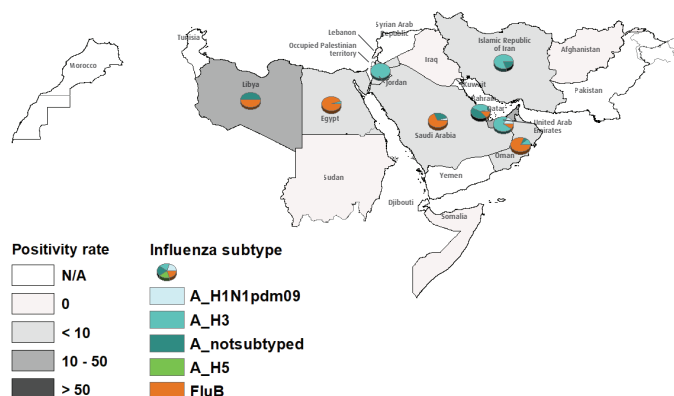 Tunisia
Lebanon
Syrian Arab
Republic
Occupied Palestinian
territory
Islamic Republic
of Iran
Afghanistan
Morocco
Iraq
Libya
Jordan
Kuwait
Pakistan
Bahrain
Qatar
Egypt
Saudi Arabia
United Arab
Emirates
Oman
Sudan
Yemen
Djibouti
Somalia
Positivity rate
N/A
0
< 10
10 - 50
> 50
Influenza subtype
A_H1N1pdm09
A_H3
A_notsubtyped
A_H5
FluB